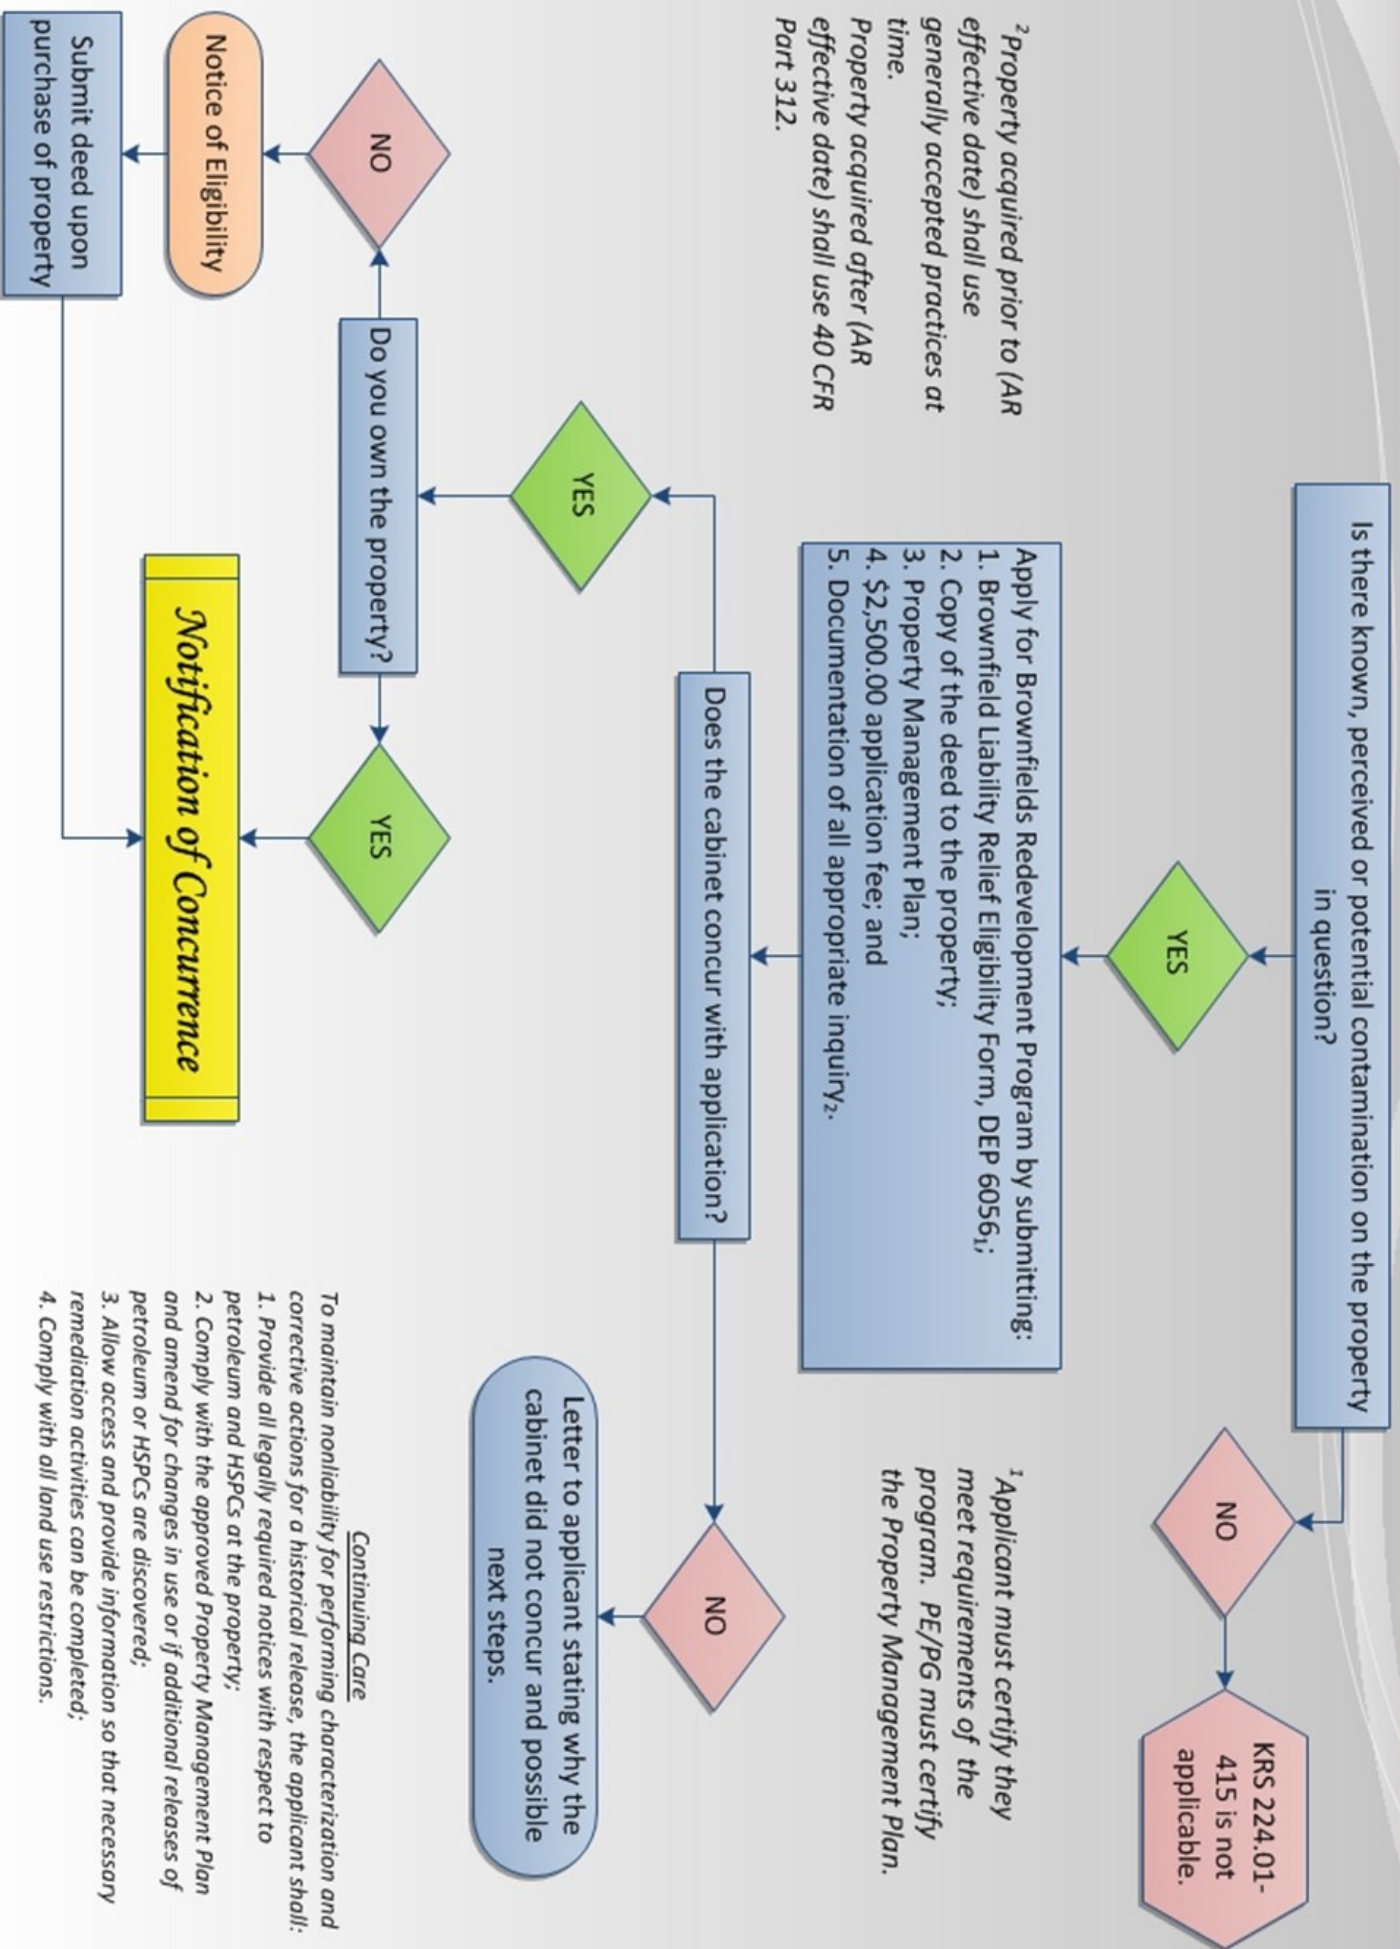 Is there known, perceived or potential contamination on the property
in question?
YES
NO
KRS 224.01-
415 is not
applicable.
²Property acquired prior to (AR
effective date) shall use
generally accepted practices at
time.
Property acquired after (AR
effective date) shall use 40 CFR
Part 312.
Apply for Brownfields Redevelopment Program by submitting:
1. Brownfield Liability Relief Eligibility Form, DEP 6056₁;
2. Copy of the deed to the property;
3. Property Management Plan;
4. $2,500.00 application fee; and
5. Documentation of all appropriate inquiry₂.
¹Applicant must certify they
meet requirements of the
program. PE/PG must certify
the Property Management Plan.
Does the cabinet concur with application?
YES
NO
Letter to applicant stating why the
cabinet did not concur and possible
next steps.
NO
Do you own the property?
YES
Notice of Eligibility
Submit deed upon
purchase of property
Notification of Concurrence
Continuing Care
To maintain nonliability for performing characterization and
corrective actions for a historical release, the applicant shall:
1. Provide all legally required notices with respect to
petroleum and HSPCs at the property;
2. Comply with the approved Property Management Plan
and amend for changes in use or if additional releases of
petroleum or HSPCs are discovered;
3. Allow access and provide information so that necessary
remediation activities can be completed;
4. Comply with all land use restrictions.